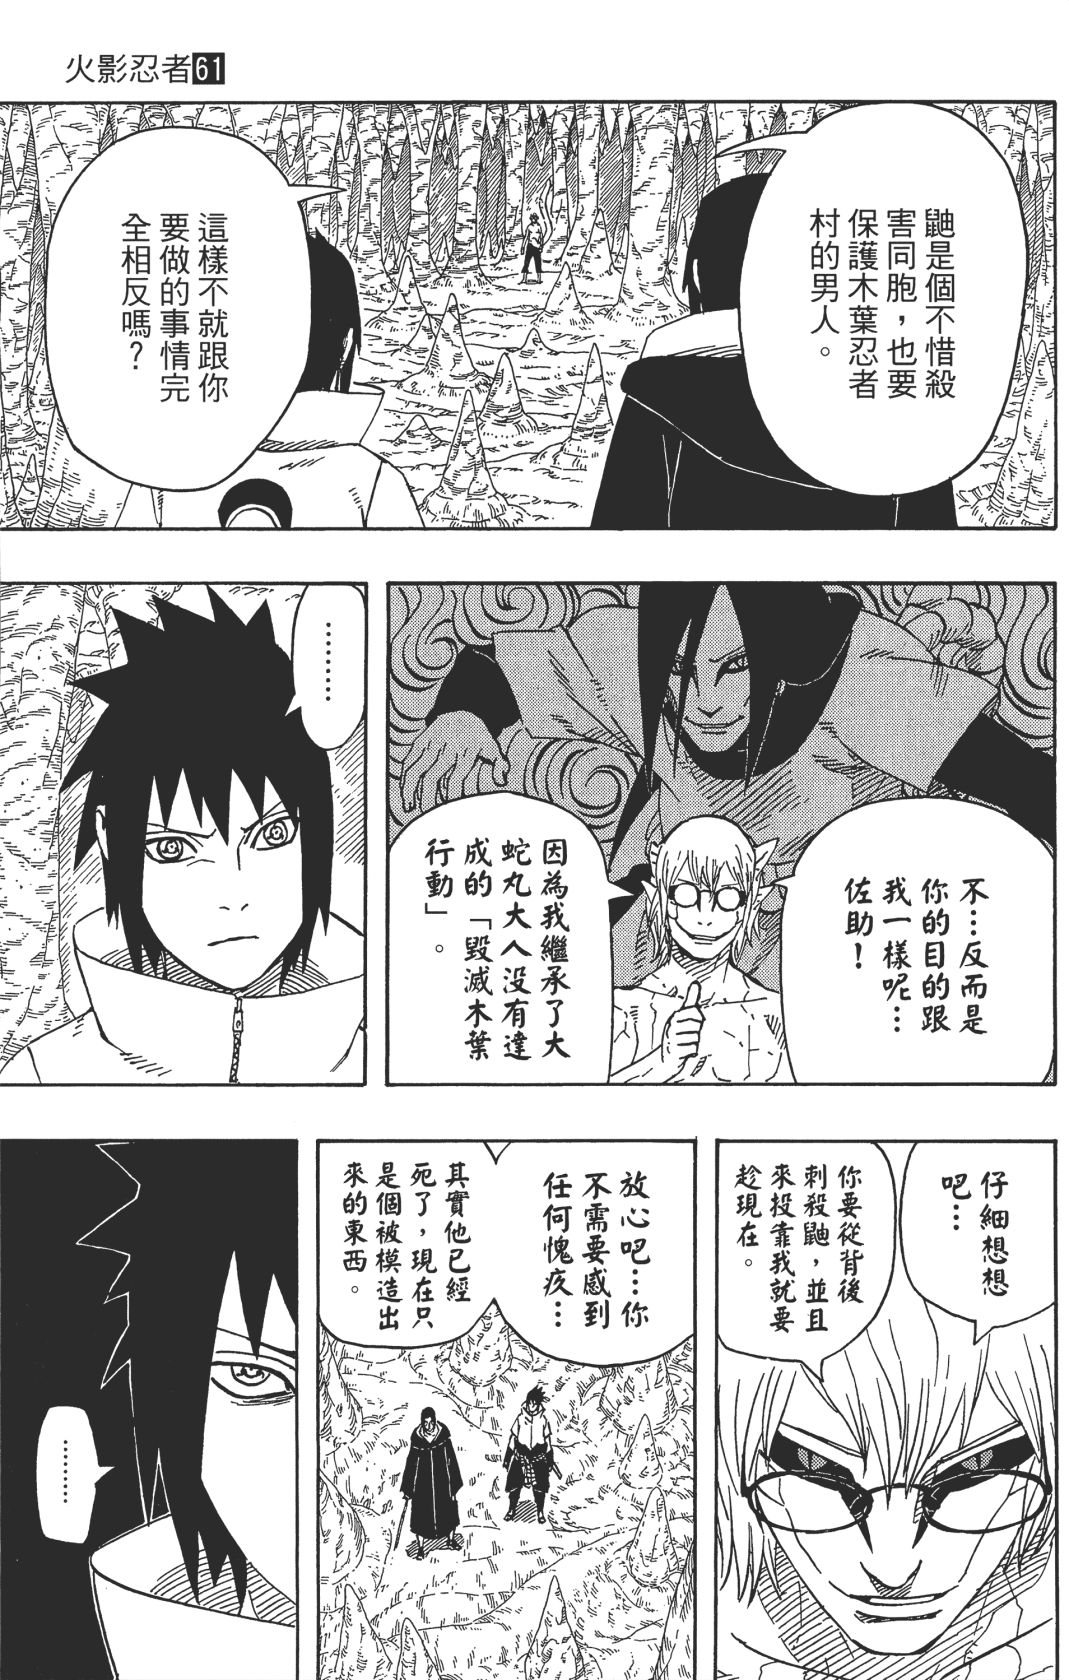 火影忍者61
鼬是個不惜殺
害同胞，也要
保護木葉忍者
村的男人。
這樣不就跟你
要做的事情完
全相反嗎？
不…反而是
你的目的跟
我一樣呢…
佐助！
因為我繼承了大
蛇丸大人沒有達
成的「毀滅木葉
行動」。
………
仔細想想
吧…
你要從背後
刺殺鼬，並且
來投靠我就要
趁現在。
放心吧…你
不需要感到
任何愧疚…
其實他已經
死了，現在只
是個被模造出
來的東西。
………